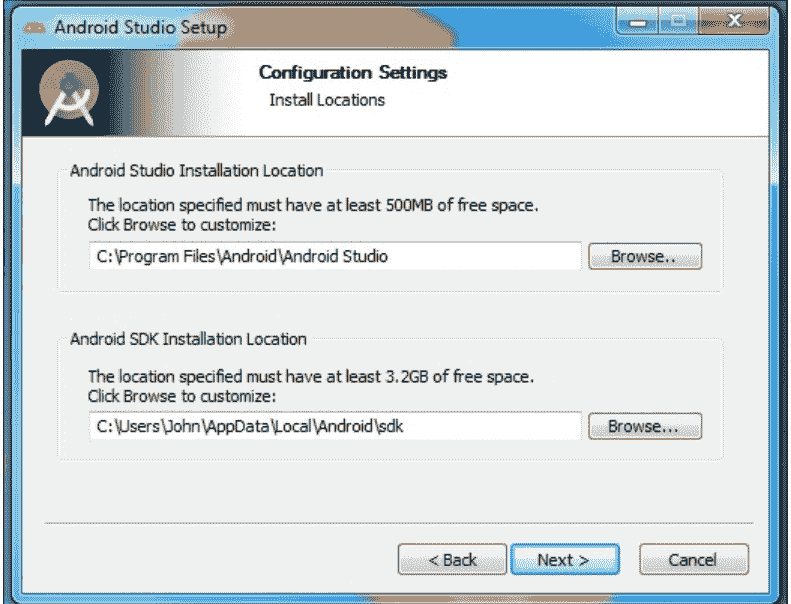 Android Studio Setup
Configuration Settings
Install Locations
Android Studio Installation Location
The location specified must have at least 500MB of free space.
Click Browse to customize:
C:\Program Files\Android\Android Studio
Browse..
Android SDK Installation Location
The location specified must have at least 3.2GB of free space.
Click Browse to customize:
C:\Users\John\AppData\Local\Android\sdk
Browse...
< Back
Next >
Cancel